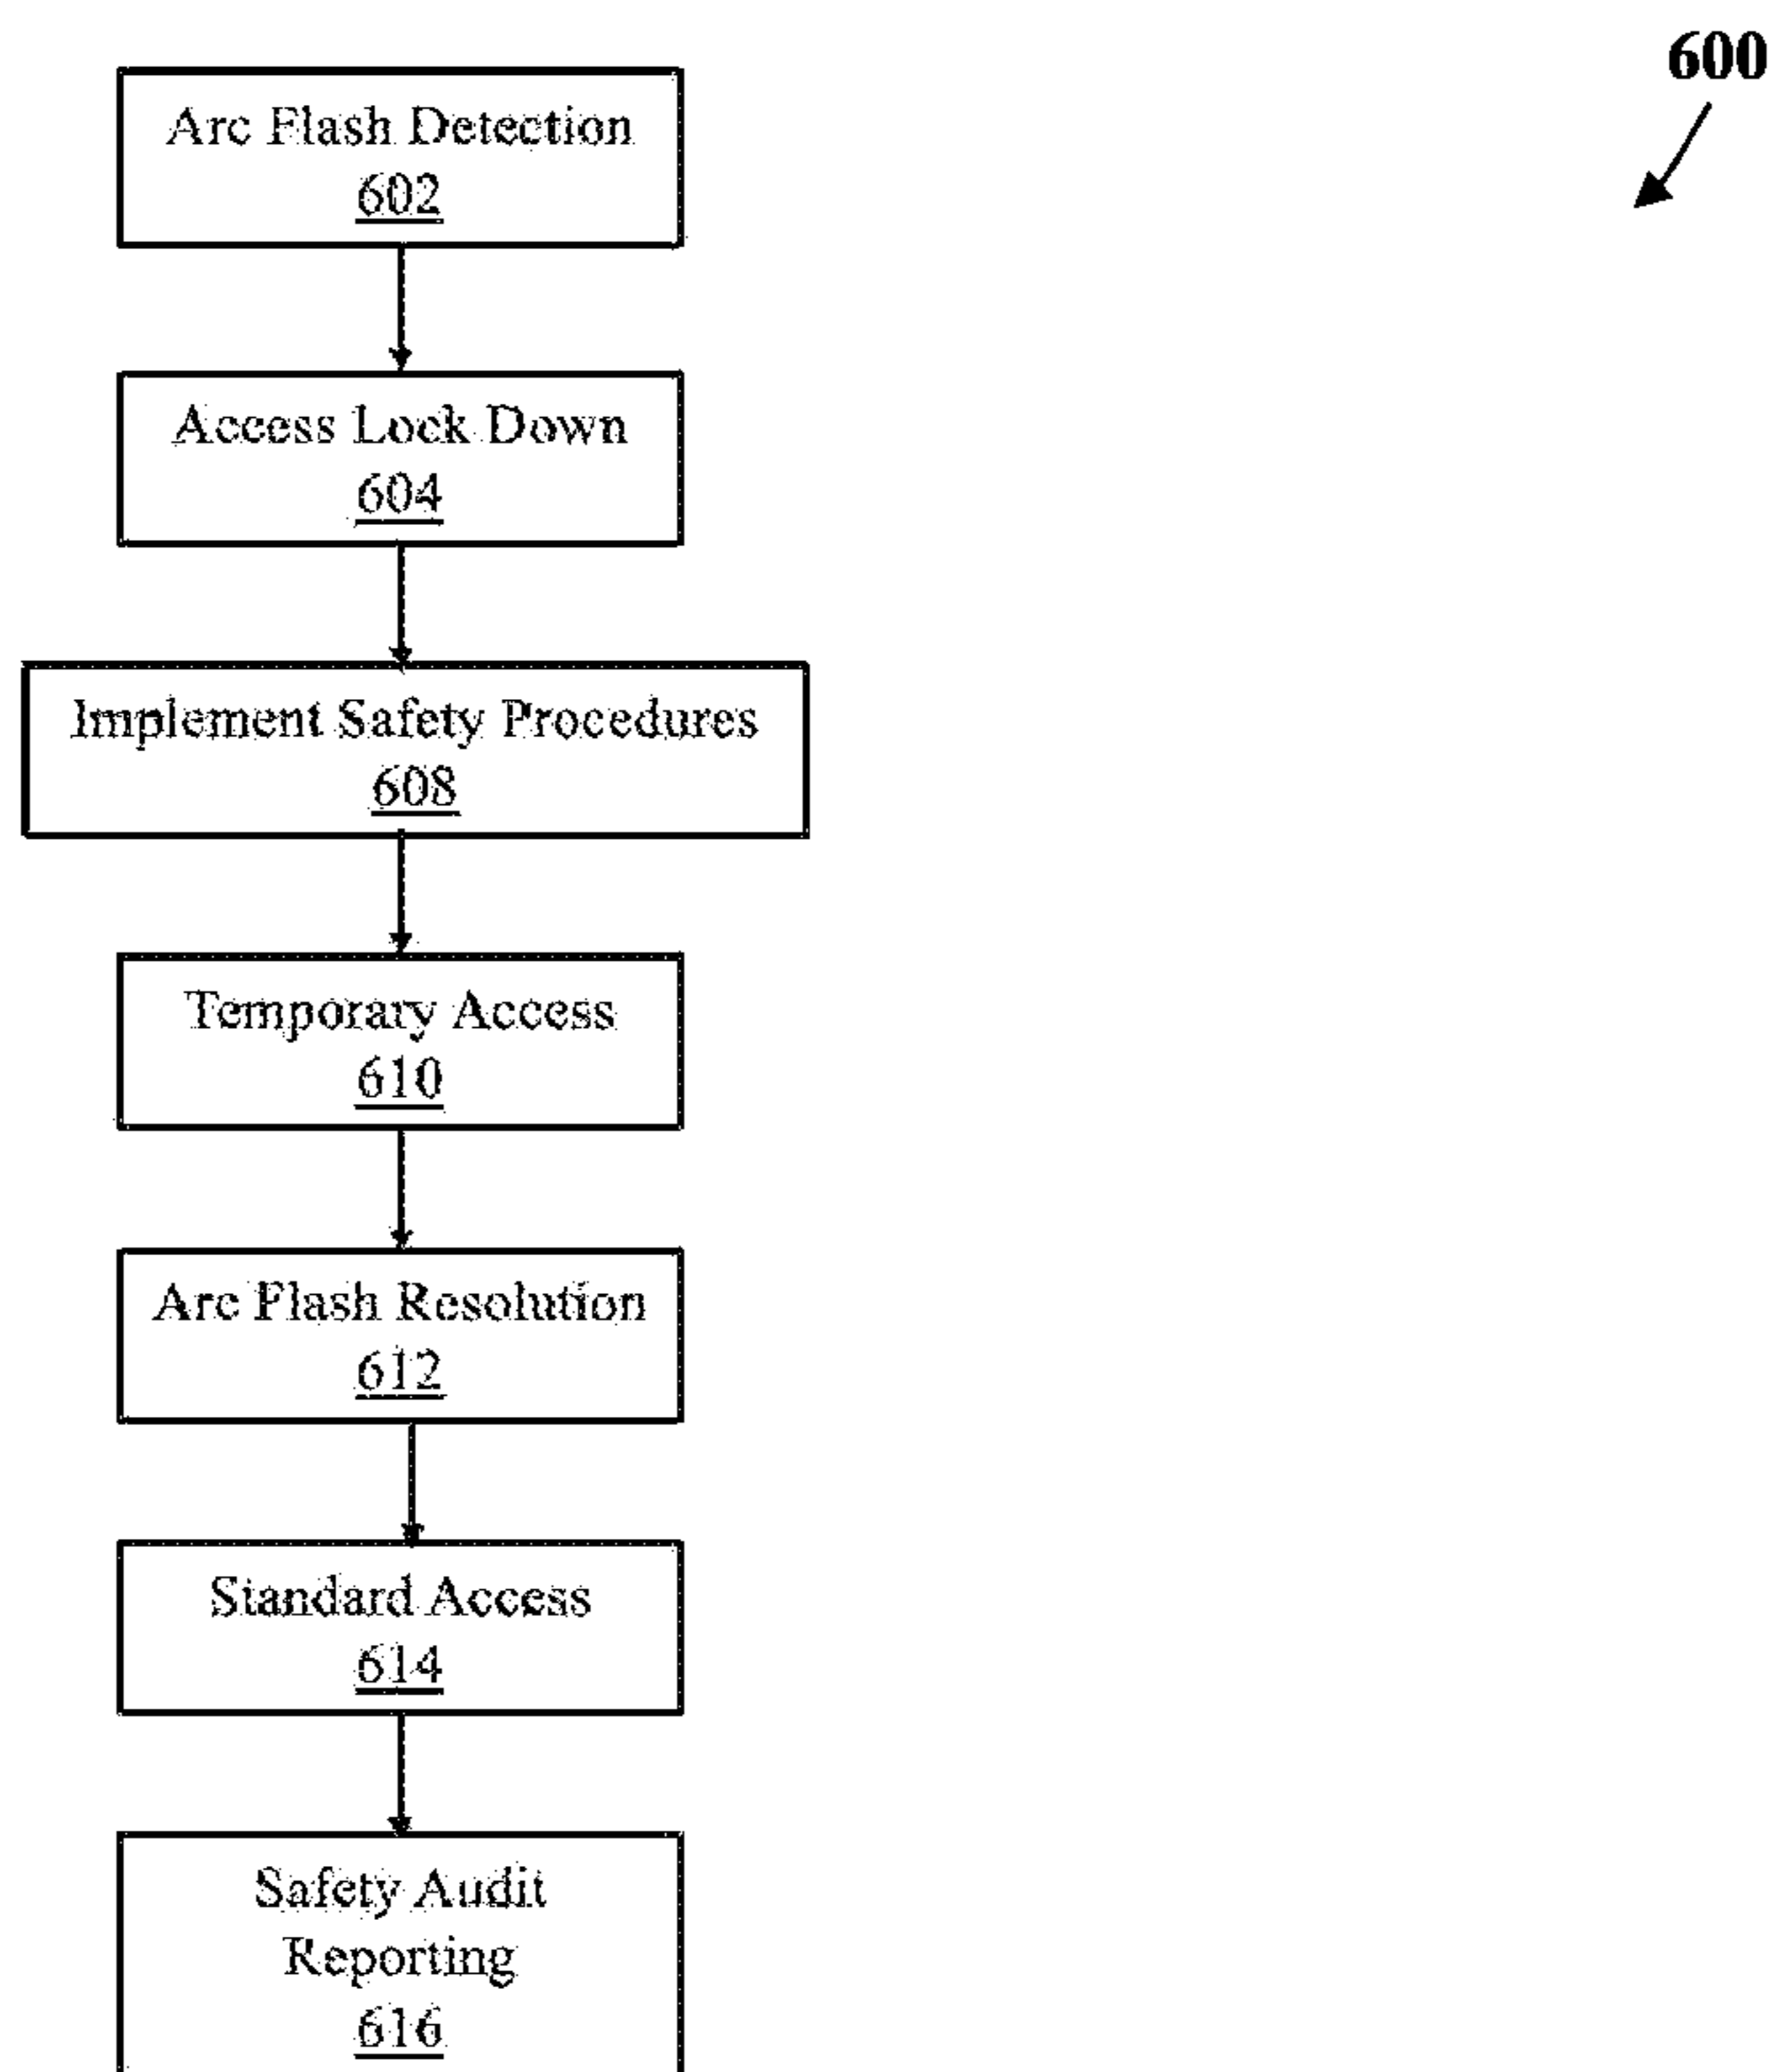 600
Arc Flash Detection
602
Access Lock Down
604
Implement Safety Procedures
608
Temporary Access
610
Arc Flash Resolution
612
Standard Access
614
Safety Audit
Reporting
616